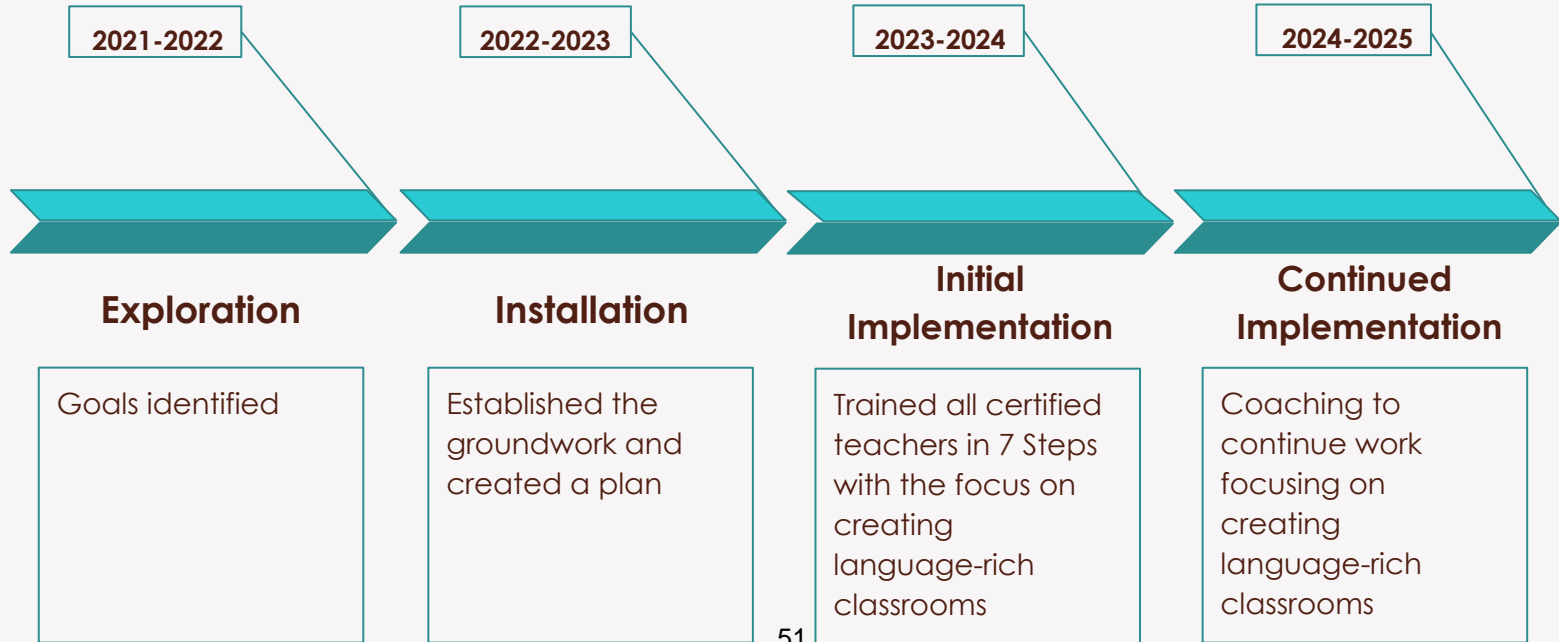 2021-2022
2022-2023
2023-2024
2024-2025
Exploration
Installation
Initial
Implementation
Continued
Implementation
Goals identified
Established the
groundwork and
created a plan
Trained all certified
teachers in 7 Steps
with the focus on
creating
language-rich
classrooms
Coaching to
continue work
focusing on
creating
language-rich
classrooms
51